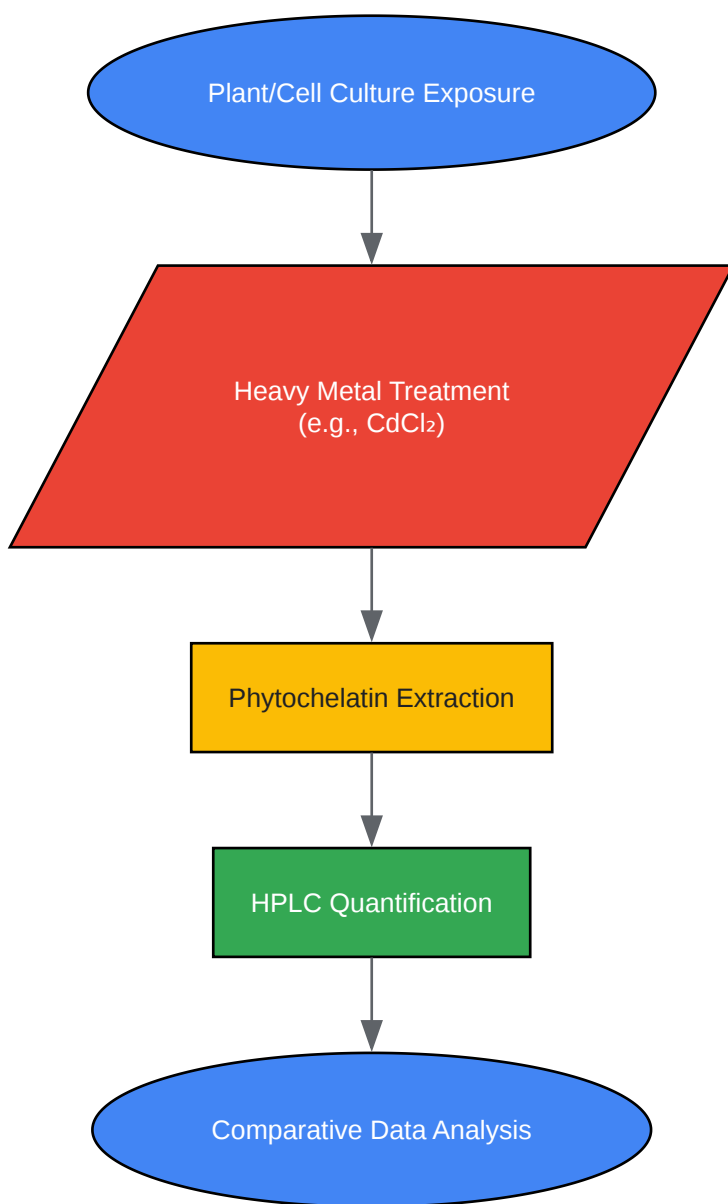 Plant/Cell Culture Exposure
Heavy Metal Treatment
(e.g., CdCl₂)
Phytochelatin Extraction
HPLC Quantification
Comparative Data Analysis